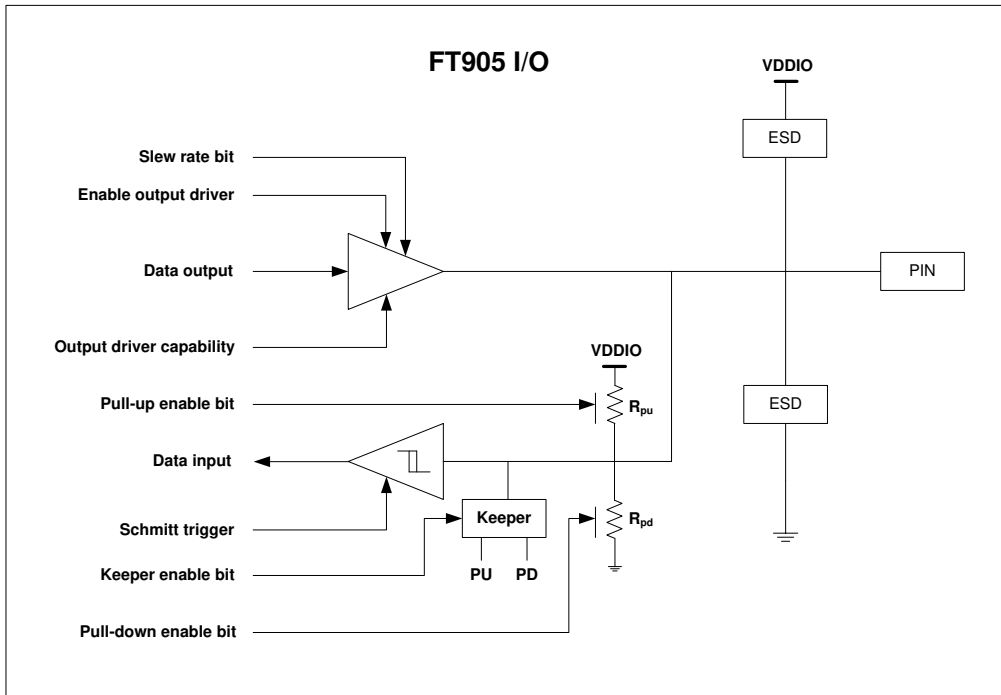 FT905 I/O
VDDIO
ESD
Slew rate bit
Enable output driver
Data output
PIN
Output driver capability
VDDIO
Pull-up enable bit
Rpu
ESD
Data input
Keeper
Rpd
Schmitt trigger
Keeper enable bit
PU PD
Pull-down enable bit